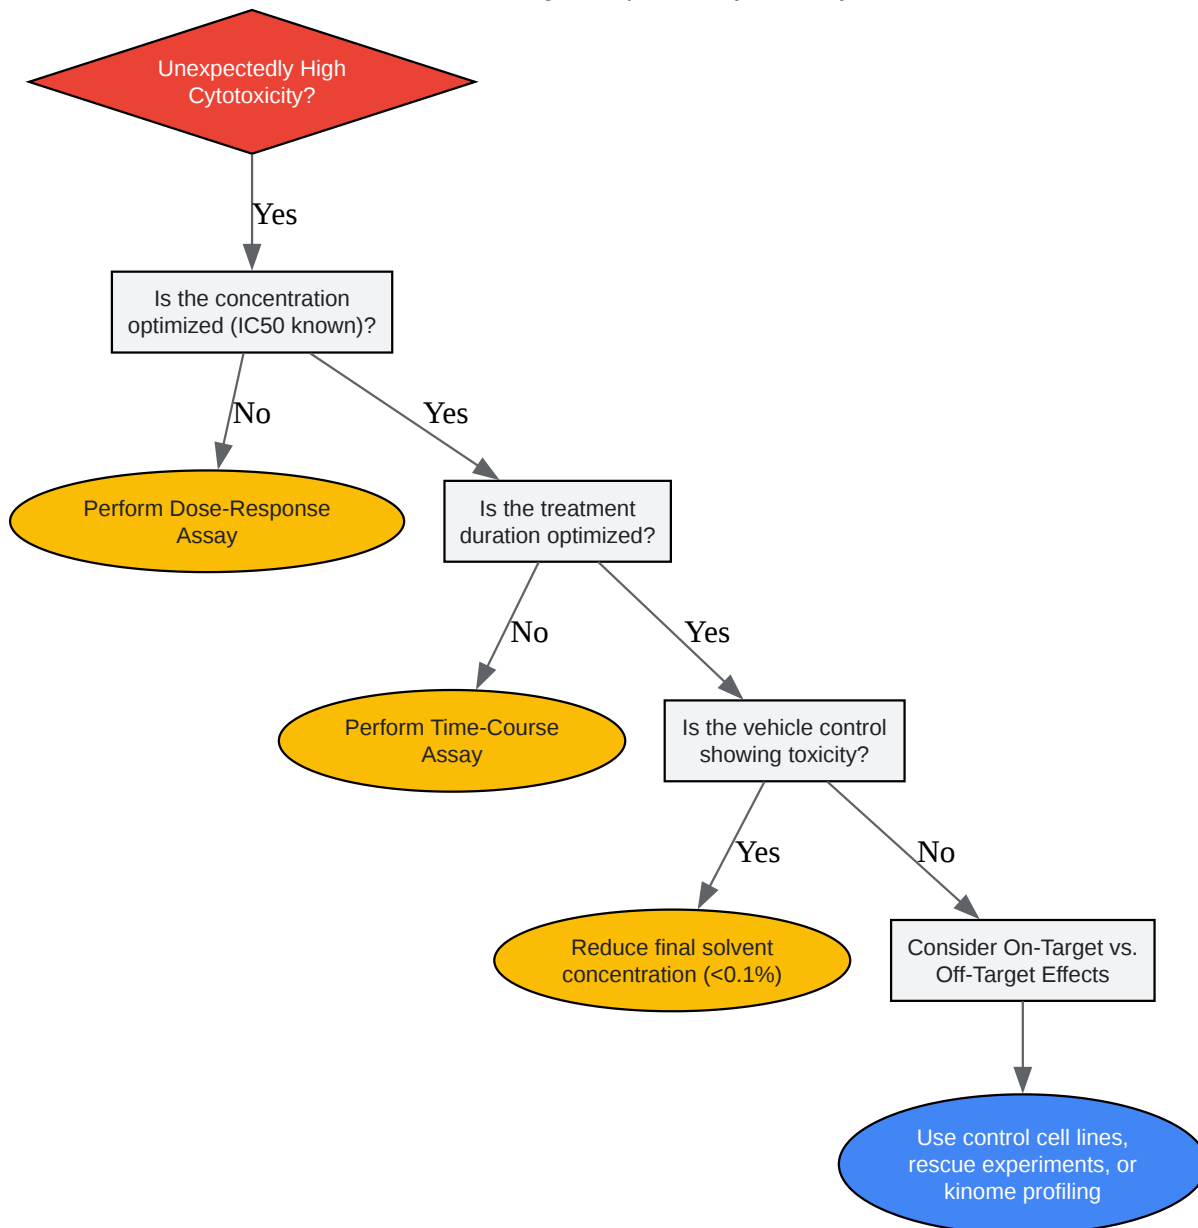 Unexpectedly High
Cytotoxicity?
Yes
Is the concentration
optimized (IC50 known)?
No
Yes
Perform Dose-Response
Assay
Is the treatment
duration optimized?
No
Yes
Perform Time-Course
Assay
Is the vehicle control
showing toxicity?
Yes
No
Reduce final solvent
concentration (<0.1%)
Consider On-Target vs.
Off-Target Effects
Use control cell lines,
rescue experiments, or
kinome profiling